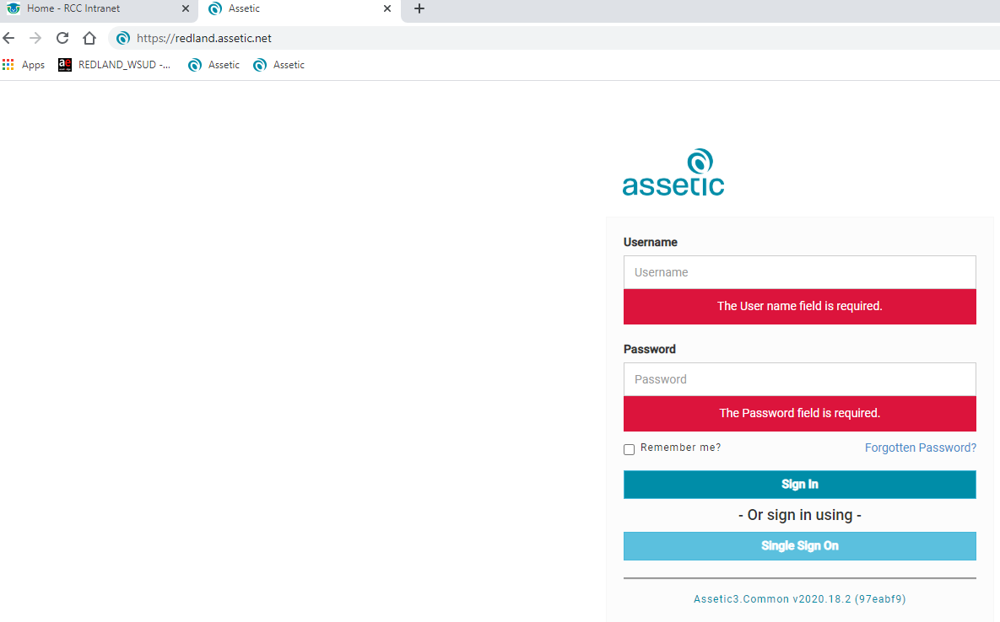 Home - RCC Intranet
Assetic
https://redland.assetic.net
Apps
ae
REDLAND_WSUD -...
Assetic
Assetic
assetic
Username
Username
The User name field is required.
Password
Password
The Password field is required.
Remember me?
Forgotten Password?
Sign In
- Or sign in using -
Single Sign On
Assetic3.Common v2020.18.2 (97eabf9)